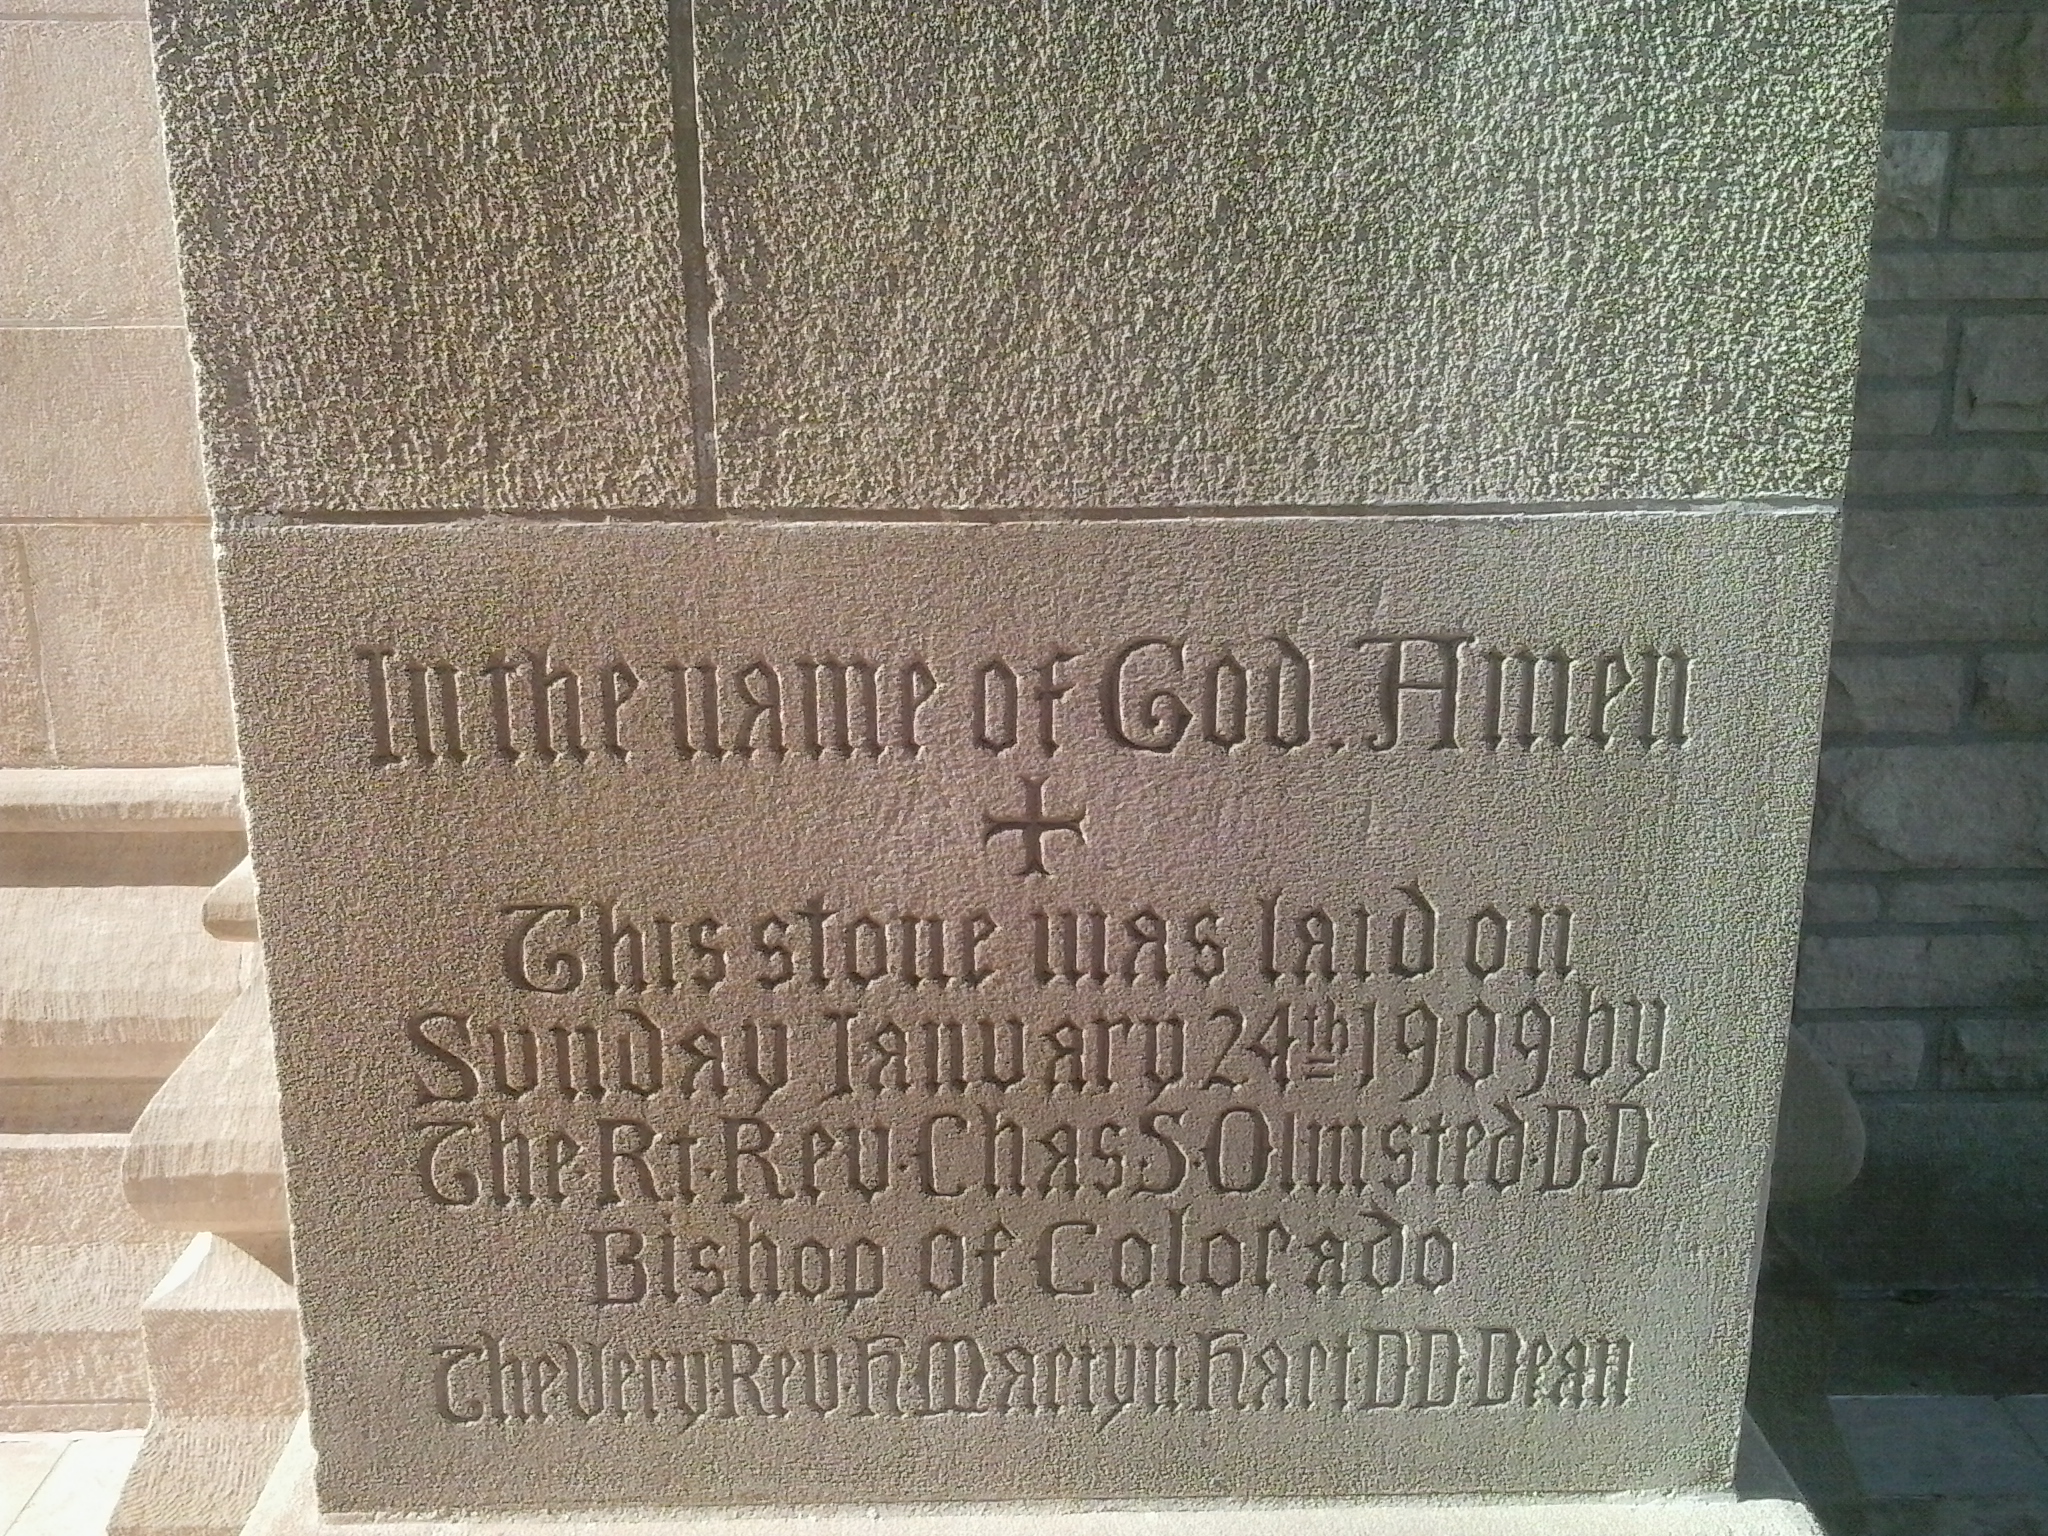 In the name of God. Amen
This stone was laid on
Sunday Ianuary 24th 1909 by
The·Rt·Rev·Chas·S·Olmsted·D·D
Bishop of Colorado
The Very·Rev·H·Martyn Hart D·D Dean